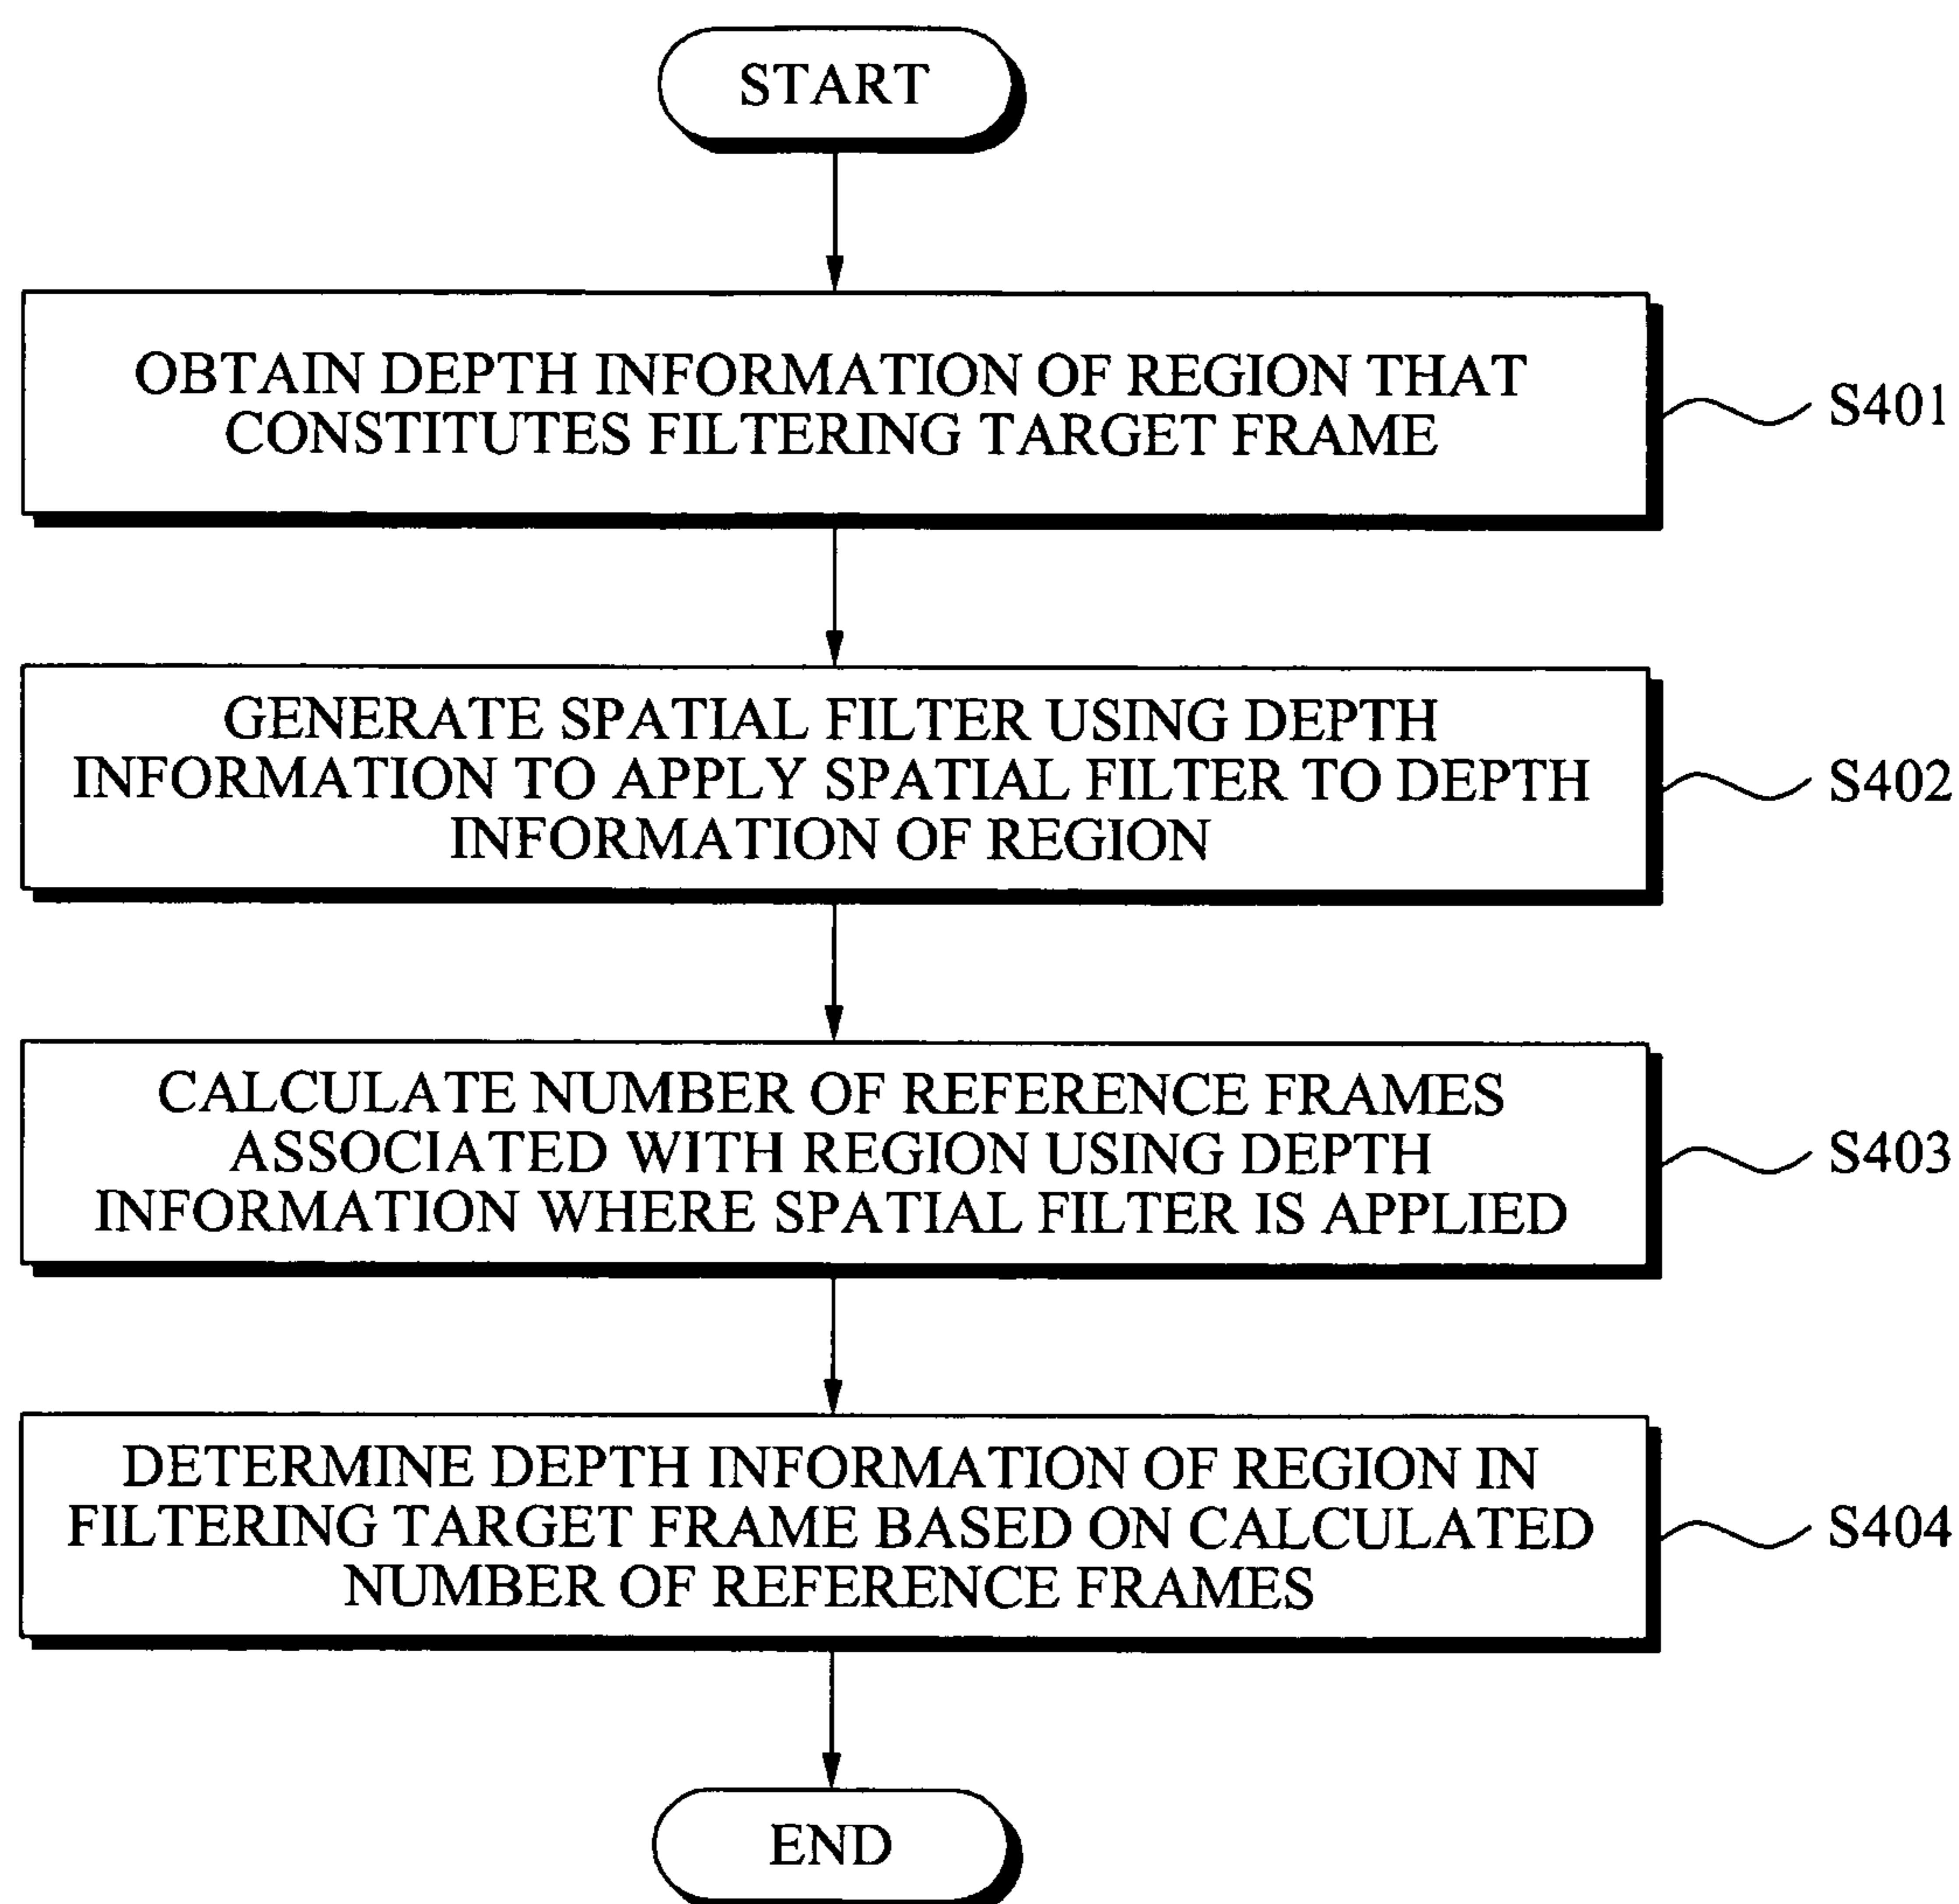 START
OBTAIN DEPTH INFORMATION OF REGION THAT
CONSTITUTES FILTERING TARGET FRAME
S401
GENERATE SPATIAL FILTER USING DEPTH
INFORMATION TO APPLY SPATIAL FILTER TO DEPTH
INFORMATION OF REGION
S402
CALCULATE NUMBER OF REFERENCE FRAMES
ASSOCIATED WITH REGION USING DEPTH
INFORMATION WHERE SPATIAL FILTER IS APPLIED
S403
DETERMINE DEPTH INFORMATION OF REGION IN
FILTERING TARGET FRAME BASED ON CALCULATED
NUMBER OF REFERENCE FRAMES
S404
END